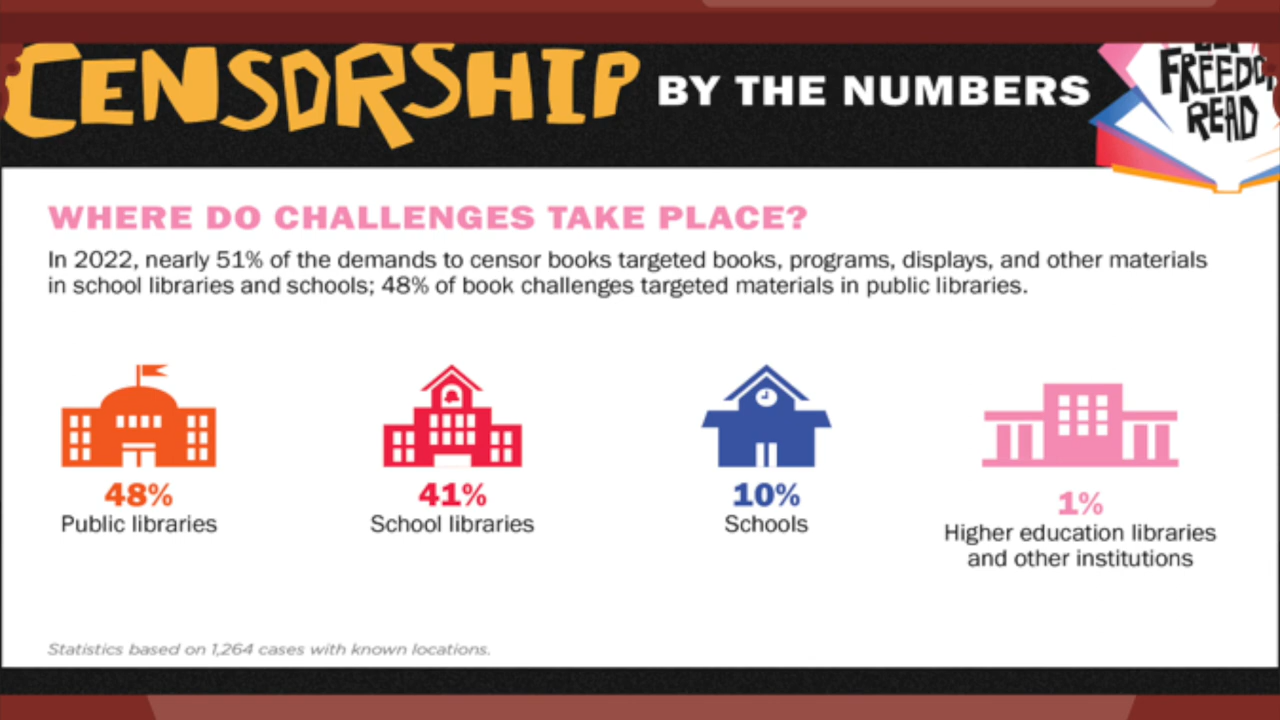 CENSORSHIP BY THE NUMBERS
FREEDO
READ
WHERE DO CHALLENGES TAKE PLACE?
In 2022, nearly 51% of the demands to censor books targeted books, programs, displays, and other materials
in school libraries and schools; 48% of book challenges targeted materials in public libraries.
48%
Public libraries
41%
School libraries
10%
Schools
1%
Higher education libraries
and other institutions
Statistics based on 1,264 cases with known locations.